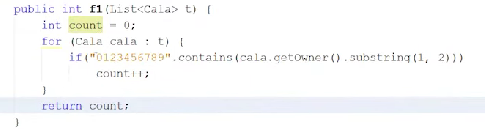 public int f1(List<Cala> t) {
int count = 0;
for (Cala cala : t) {
if("0123456789".contains(cala.getOwner().substring(1, 2)))
count++;
}
return count;
}